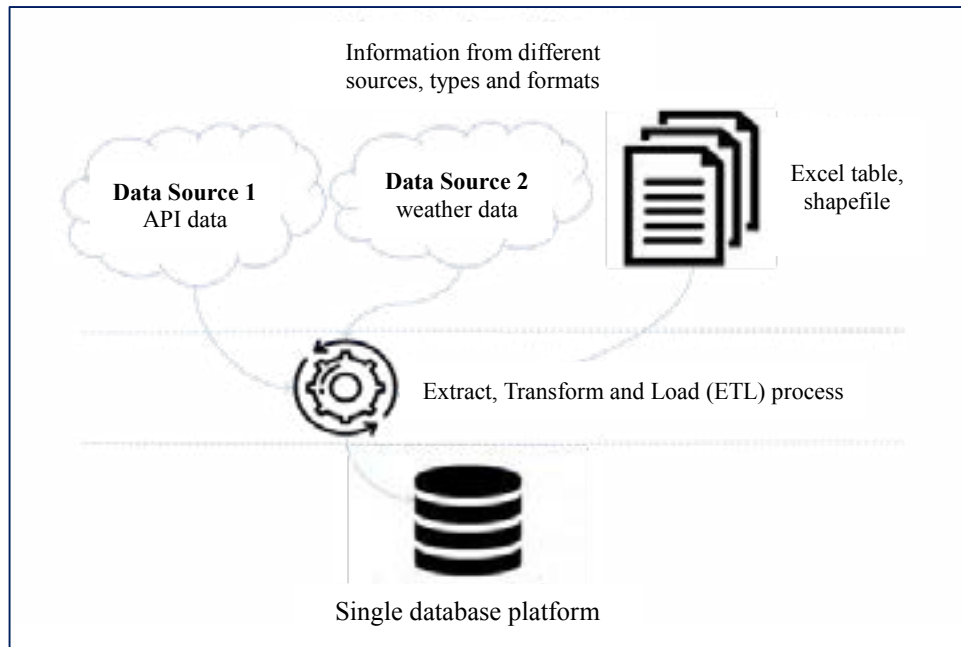 Information from different
sources, types and formats
Data Source 1
API data
Data Source 2
weather data
Excel table,
shapefile
Extract, Transform and Load (ETL) process
Single database platform